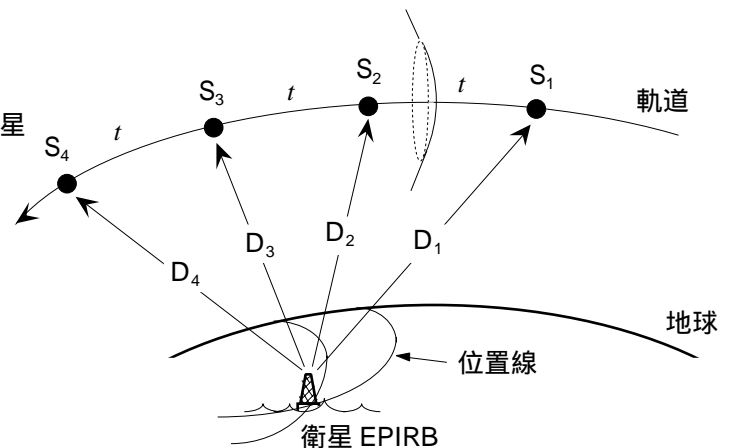 S₁
軌道
S₂
t
t
S₃
星
t
S₄
D₁
D₂
D₃
D₄
地球
位置線
衛星 EPIRB